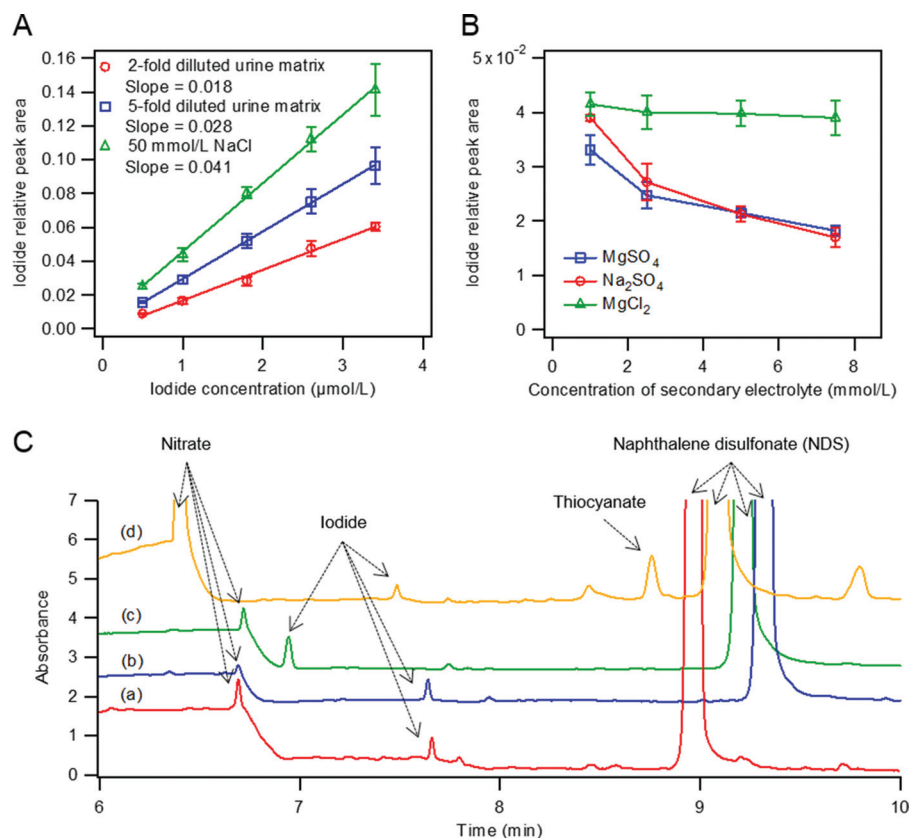 A
0.16
0.14
0.12
0.10
0.08
0.06
0.04
0.02
0.00
Iodide relative peak area
2-fold dilluted urine matrix
Slope = 0.018
5-fold dilluted urine matrix
Slope = 0.028
50 mmol/L NaCl
Slope = 0.041
0 1 2 3 4
Iodide concentration (µmol/L)
B
5x10⁻²
4
3
2
1
0
Iodide relative peak area
MgSO₄
Na₂SO₄
MgCl₂
0 2 4 6 8
Concentration of secondary electrolyte (mmol/L)
C
Nitrate
Iodide
Thiocyanate
Naphthalene disulfonate (NDS)
7
6
5
4
3
2
1
0
Absorbance
(d)
(c)
(b)
(a)
6 7 8 9 10
Time (min)